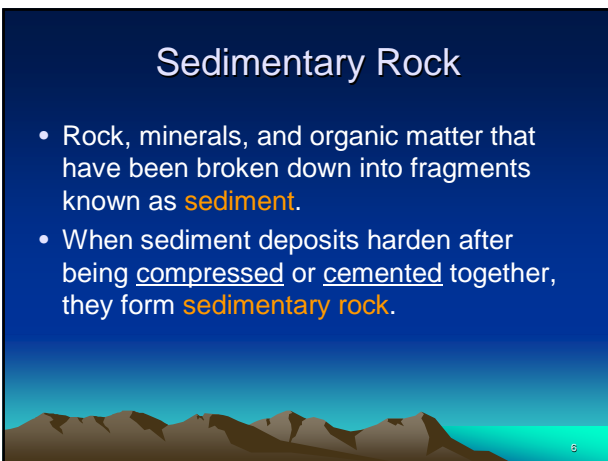 Sedimentary Rock
• Rock, minerals, and organic matter that
have been broken down into fragments
known as sediment.
• When sediment deposits harden after
being compressed or cemented together,
they form sedimentary rock.
6